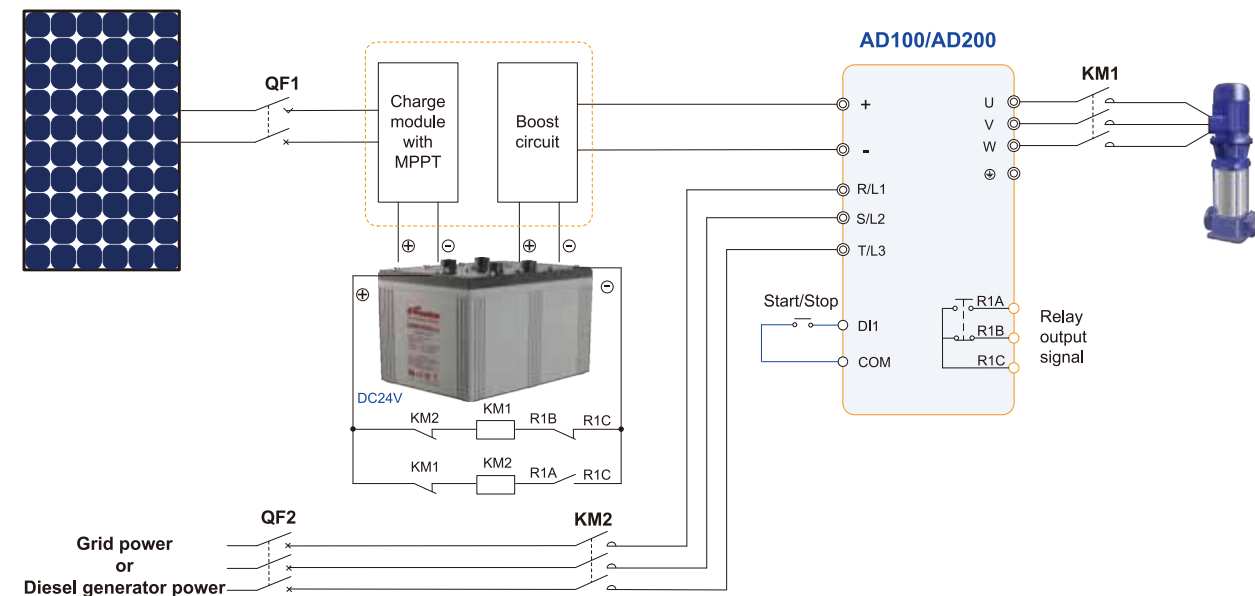 AD100/AD200
QF1
KM1
Charge
module
with
MPPT
Boost
circuit
+
-
R/L1
S/L2
T/L3
U
V
W
Start/Stop
DI1
COM
R1A
R1B
R1C
Relay
output
signal
DC24V
KM2
KM1
R1B
R1C
KM1
KM2
R1A
R1C
QF2
KM2
Grid power
or
Diesel generator power